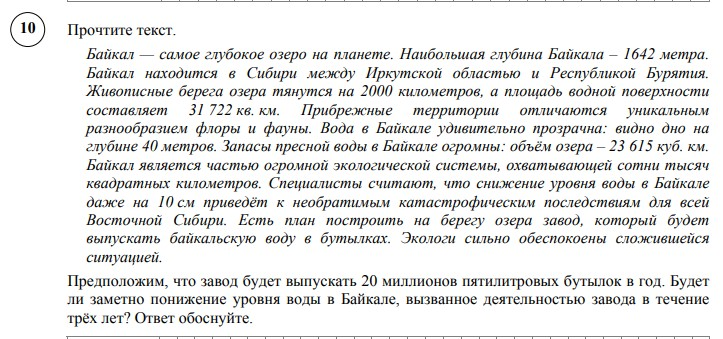 10 Прочтите текст.
Байкал — самое глубокое озеро на планете. Наибольшая глубина Байкала – 1642 метра.
Байкал находится в Сибири между Иркутской областью и Республикой Бурятия.
Живописные берега озера тянутся на 2000 километров, а площадь водной поверхности
составляет 31 722 кв. км. Прибрежные территории отличаются уникальным
разнообразием флоры и фауны. Вода в Байкале удивительно прозрачна: видно дно на
глубине 40 метров. Запасы пресной воды в Байкале огромны: объём озера – 23 615 куб. км.
Байкал является частью огромной экологической системы, охватывающей сотни тысяч
квадратных километров. Специалисты считают, что снижение уровня воды в Байкале
даже на 10 см приведёт к необратимым катастрофическим последствиям для всей
Восточной Сибири. Есть план построить на берегу озера завод, который будет
выпускать байкальскую воду в бутылках. Экологи сильно обеспокоены сложившейся
ситуацией.
Предположим, что завод будет выпускать 20 миллионов пятилитровых бутылок в год. Будет
ли заметно понижение уровня воды в Байкале, вызванное деятельностью завода в течение
трёх лет? Ответ обоснуйте.